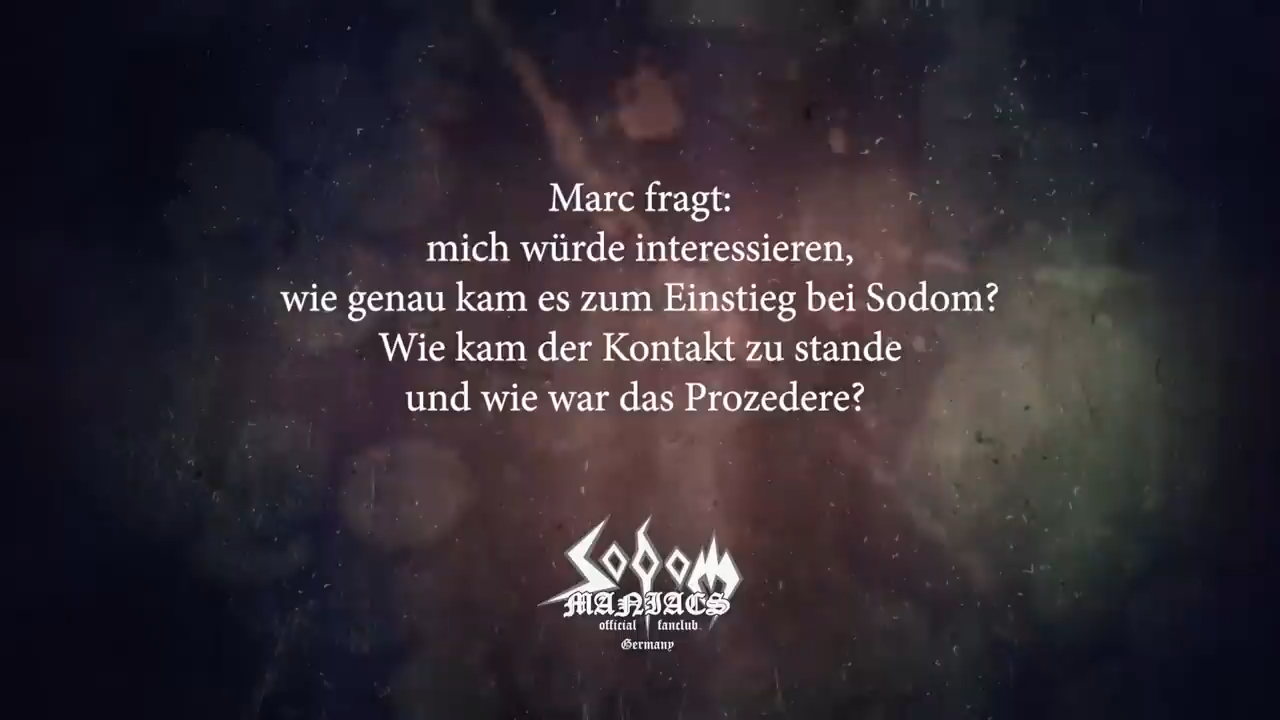 Marc fragt:
mich würde interessieren,
wie genau kam es zum Einstieg bei Sodom?
Wie kam der Kontakt zu stande
und wie war das Prozedere?
SODOM
MANIACS
official fanclub
Germany